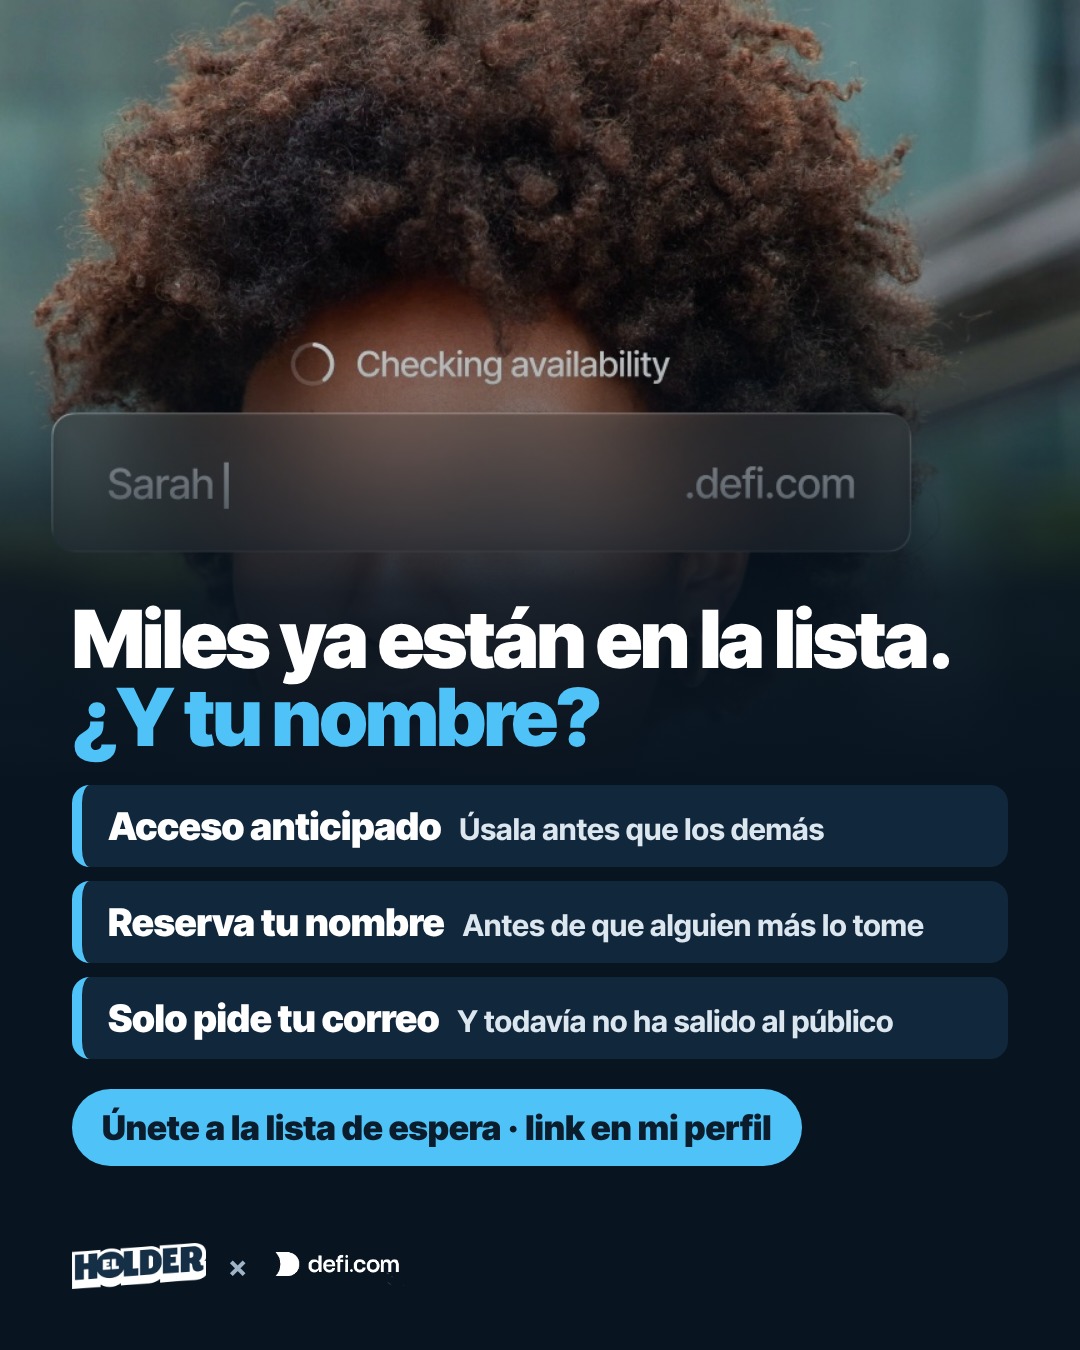 Checking availability
Sarah .defi.com
Miles ya están en la lista.
¿Y tu nombre?
Acceso anticipado Úsala antes que los demás
Reserva tu nombre Antes de que alguien más lo tome
Solo pide tu correo Y todavía no ha salido al público
Únete a la lista de espera · link en mi perfil
EL HOLDER × defi.com